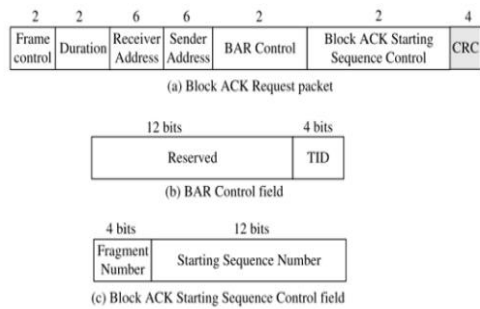 2 2 6 6 2 2 4
Frame control Duration Receiver Address Sender Address BAR Control Block ACK Starting Sequence Control CRC
(a) Block ACK Request packet
12 bits 4 bits
Reserved TID
(b) BAR Control field
4 bits 12 bits
Fragment Number Starting Sequence Number
(c) Block ACK Starting Sequence Control field